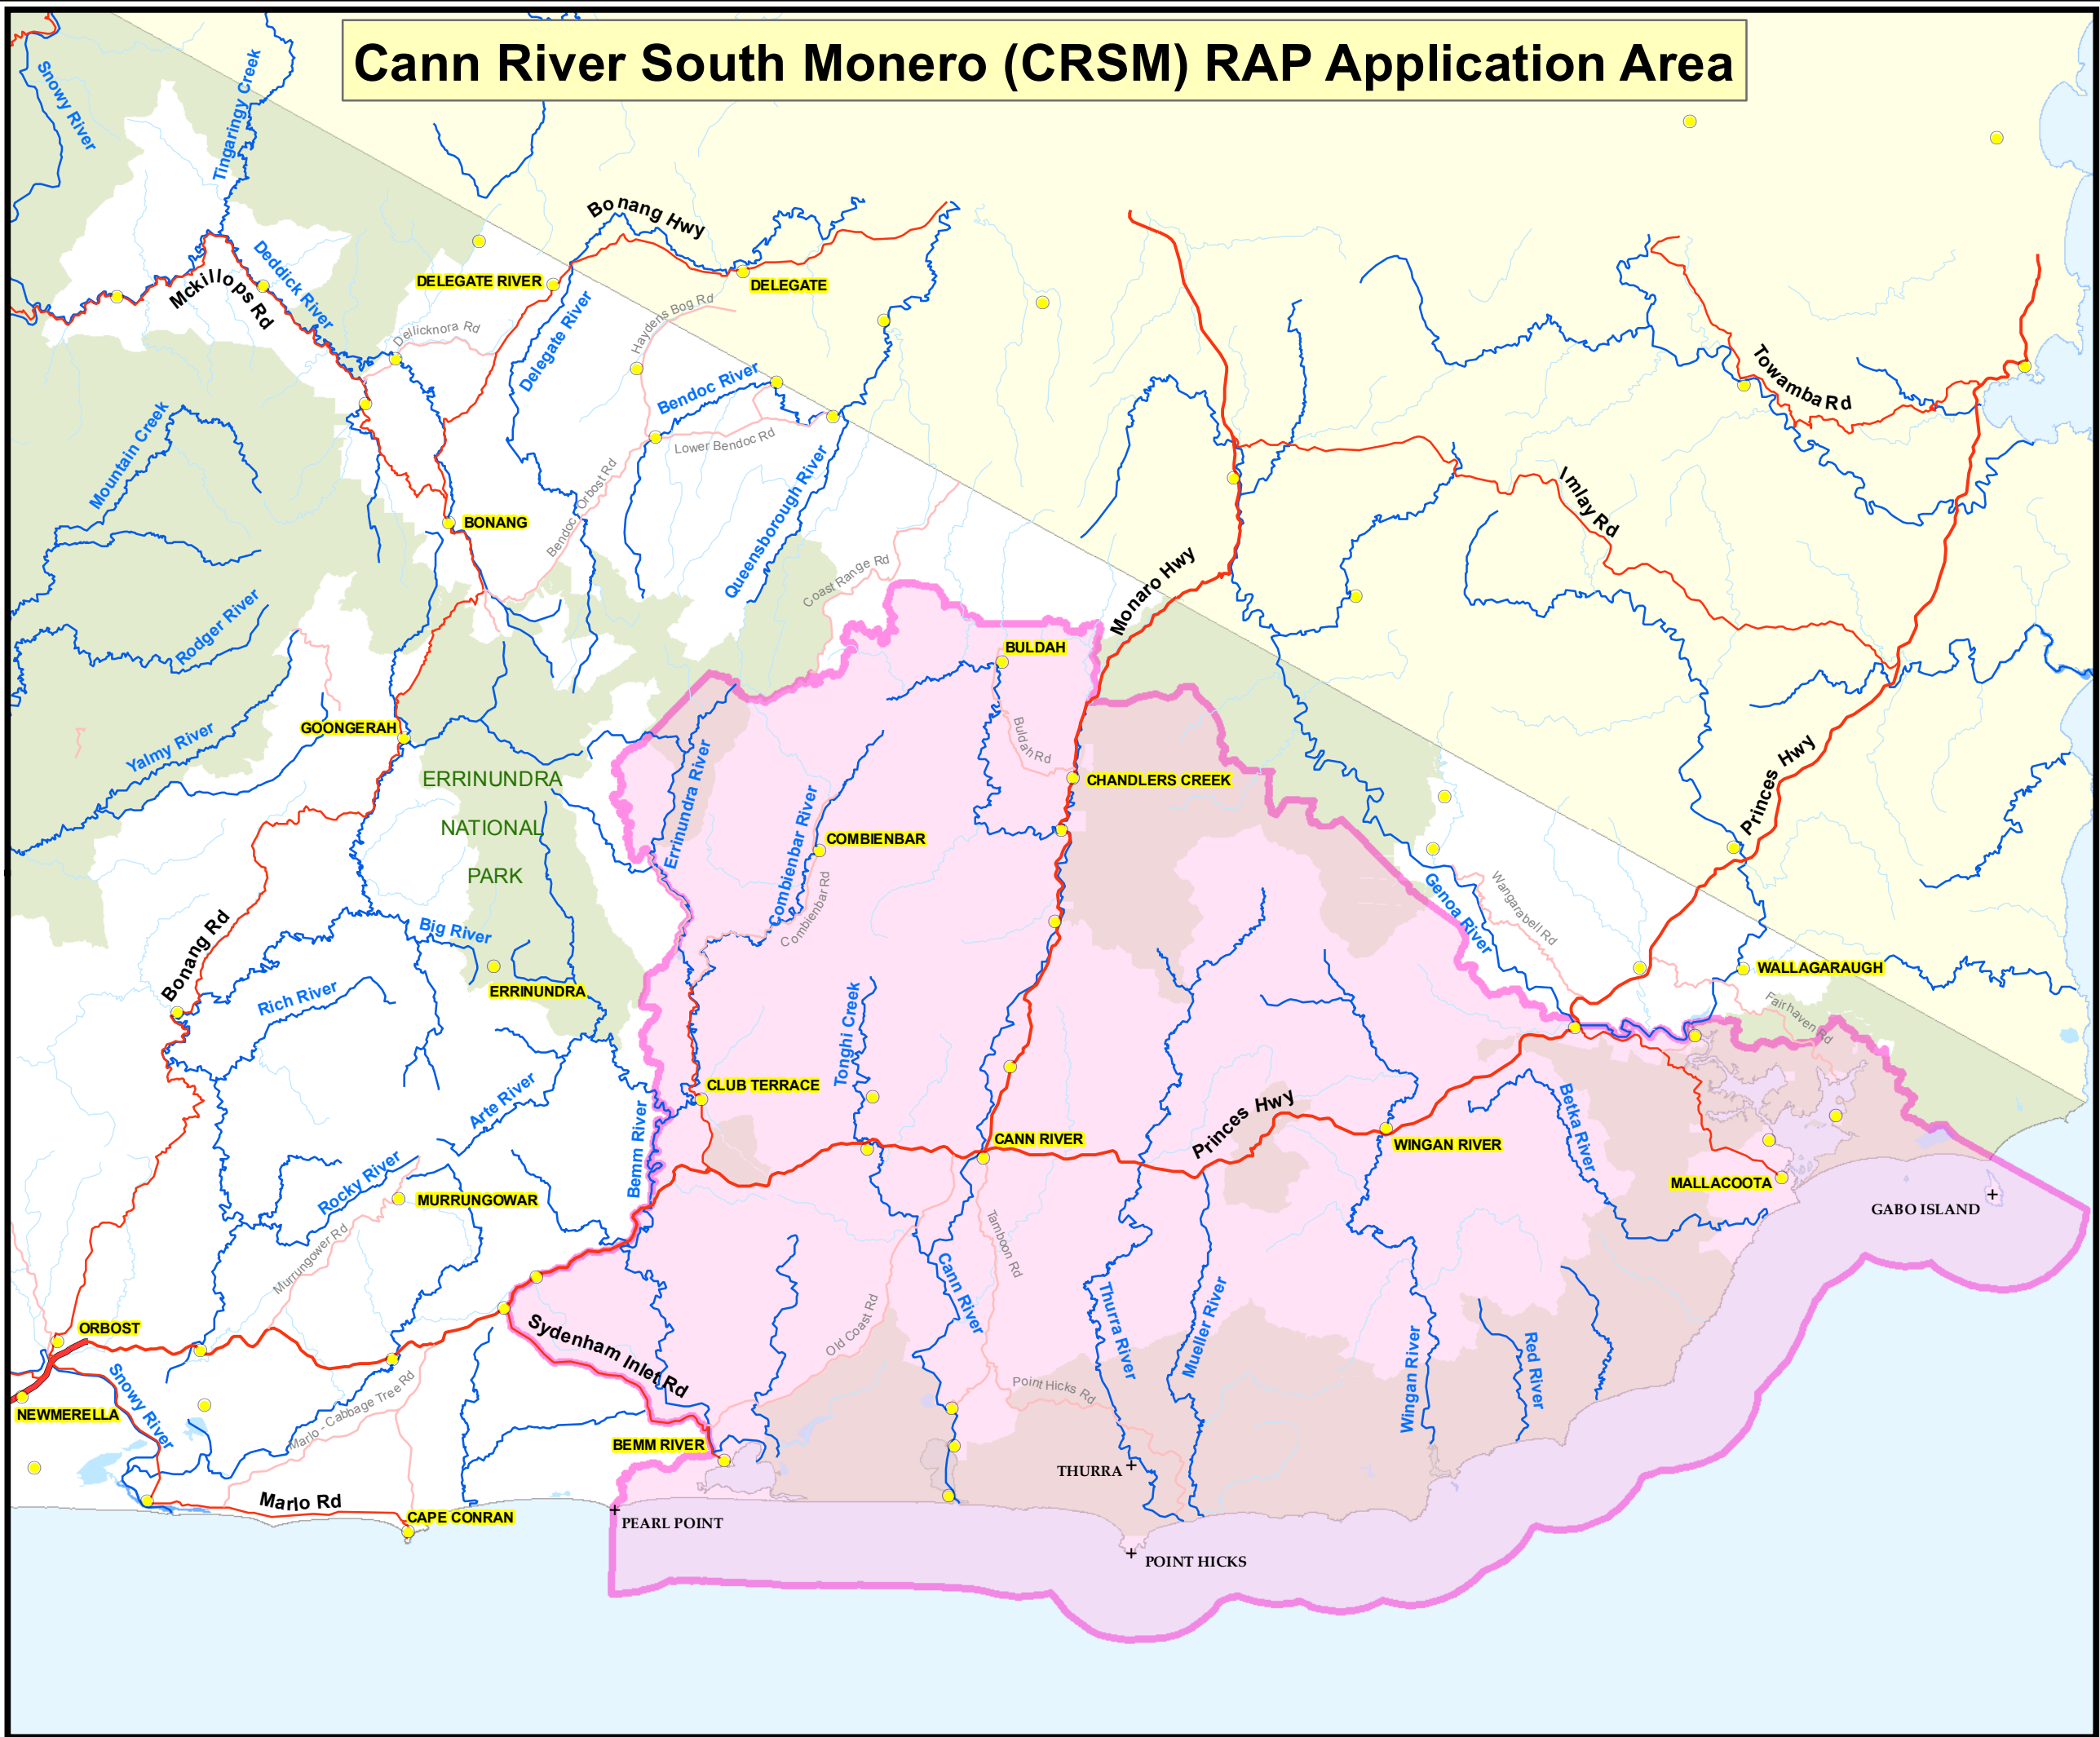 Cann River South Monero (CRSM) RAP Application Area
Snowy River
Tingaringy Creek
Bonang Hwy
Deddick River
DELEGATE RIVER
DELEGATE
Mckillops Rd
Haydens Bog Rd
Dellicknora Rd
Delegate River
Bendoc River
Towamba Rd
Mountain Creek
Lower Bendoc Rd
Queensborough River
Imlay Rd
BONANG
Bendoc - Orbost Rd
Coast Range Rd
Monaro Hwy
Rodger River
BULDAH
GOONGERAH
Yalmy River
Buldah Rd
ERRINUNDRA
NATIONAL
PARK
Errinundra River
CHANDLERS CREEK
Princes Hwy
Combienbar River
COMBIENBAR
Combienbar Rd
Genoa River
Wangarabell Rd
Bonang Rd
Big River
ERRINUNDRA
Rich River
WALLAGARAUGH
Fairhaven Rd
Tonghi Creek
CLUB TERRACE
Arte River
Bemm River
Betka River
Princes Hwy
CANN RIVER
WINGAN RIVER
Rocky River
MURRUNGOWAR
MALLACOOTA
GABO ISLAND
Murrungower Rd
Tamboon Rd
Cann River
Thurra River
Mueller River
Old Coast Rd
ORBOST
Sydenham Inlet Rd
Wingan River
Red River
Snowy River
Marlo - Cabbage Tree Rd
Point Hicks Rd
NEWMERELLA
BEMM RIVER
THURRA
Marlo Rd
CAPE CONRAN
PEARL POINT
POINT HICKS